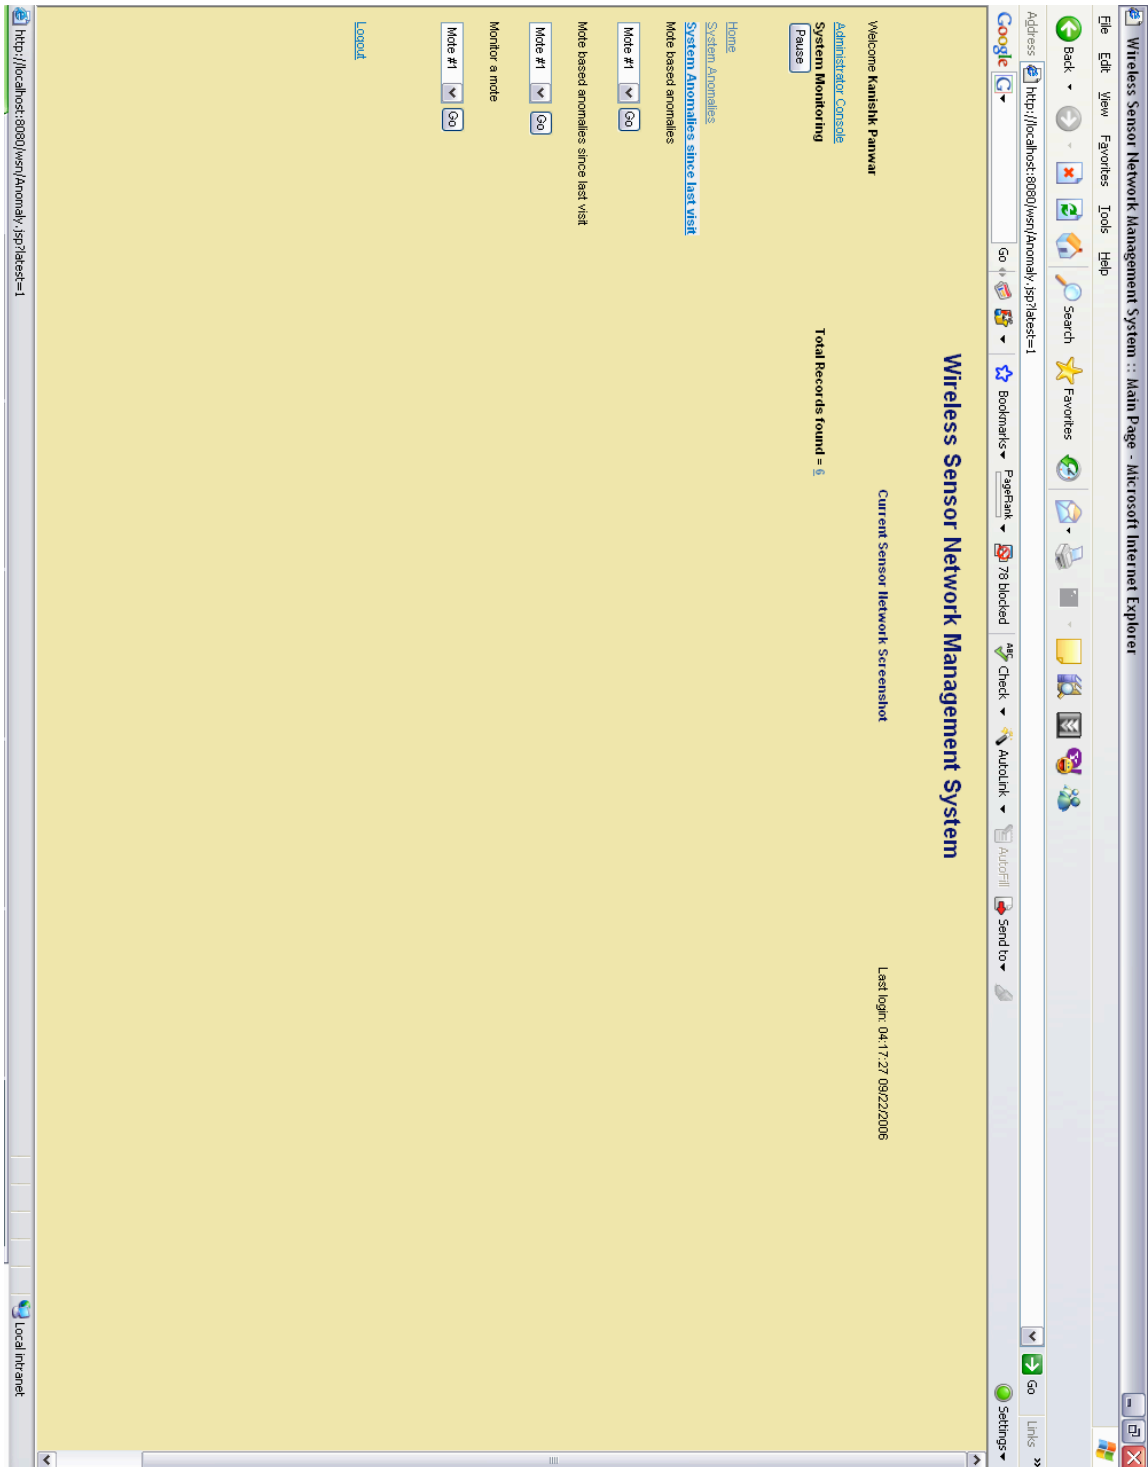 Wireless Sensor Network Management System :: Main Page - Microsoft Internet Explorer
File Edit View Favorites Tools Help
Back Search Favorites
Address http://localhost:8080/wsn/Anomaly.jsp?latest=1 Go Links »
Google G Go Bookmarks PageRank 78 blocked ABC Check AutoLink AutoFill Send to Settings
Wireless Sensor Network Management System
Welcome Kanishk Panwar Current Sensor Network Screenshot Last login: 04:17:27 09/22/2006
Administrator Console
System Monitoring Total Records found = 6
Pause
Home
System Anomalies
System Anomalies since last visit
Mote based anomalies
Mote #1 Go
Mote based anomalies since last visit
Mote #1 Go
Monitor a mote
Mote #1 Go
Logout
http://localhost:8080/wsn/Anomaly.jsp?latest=1 Local intranet